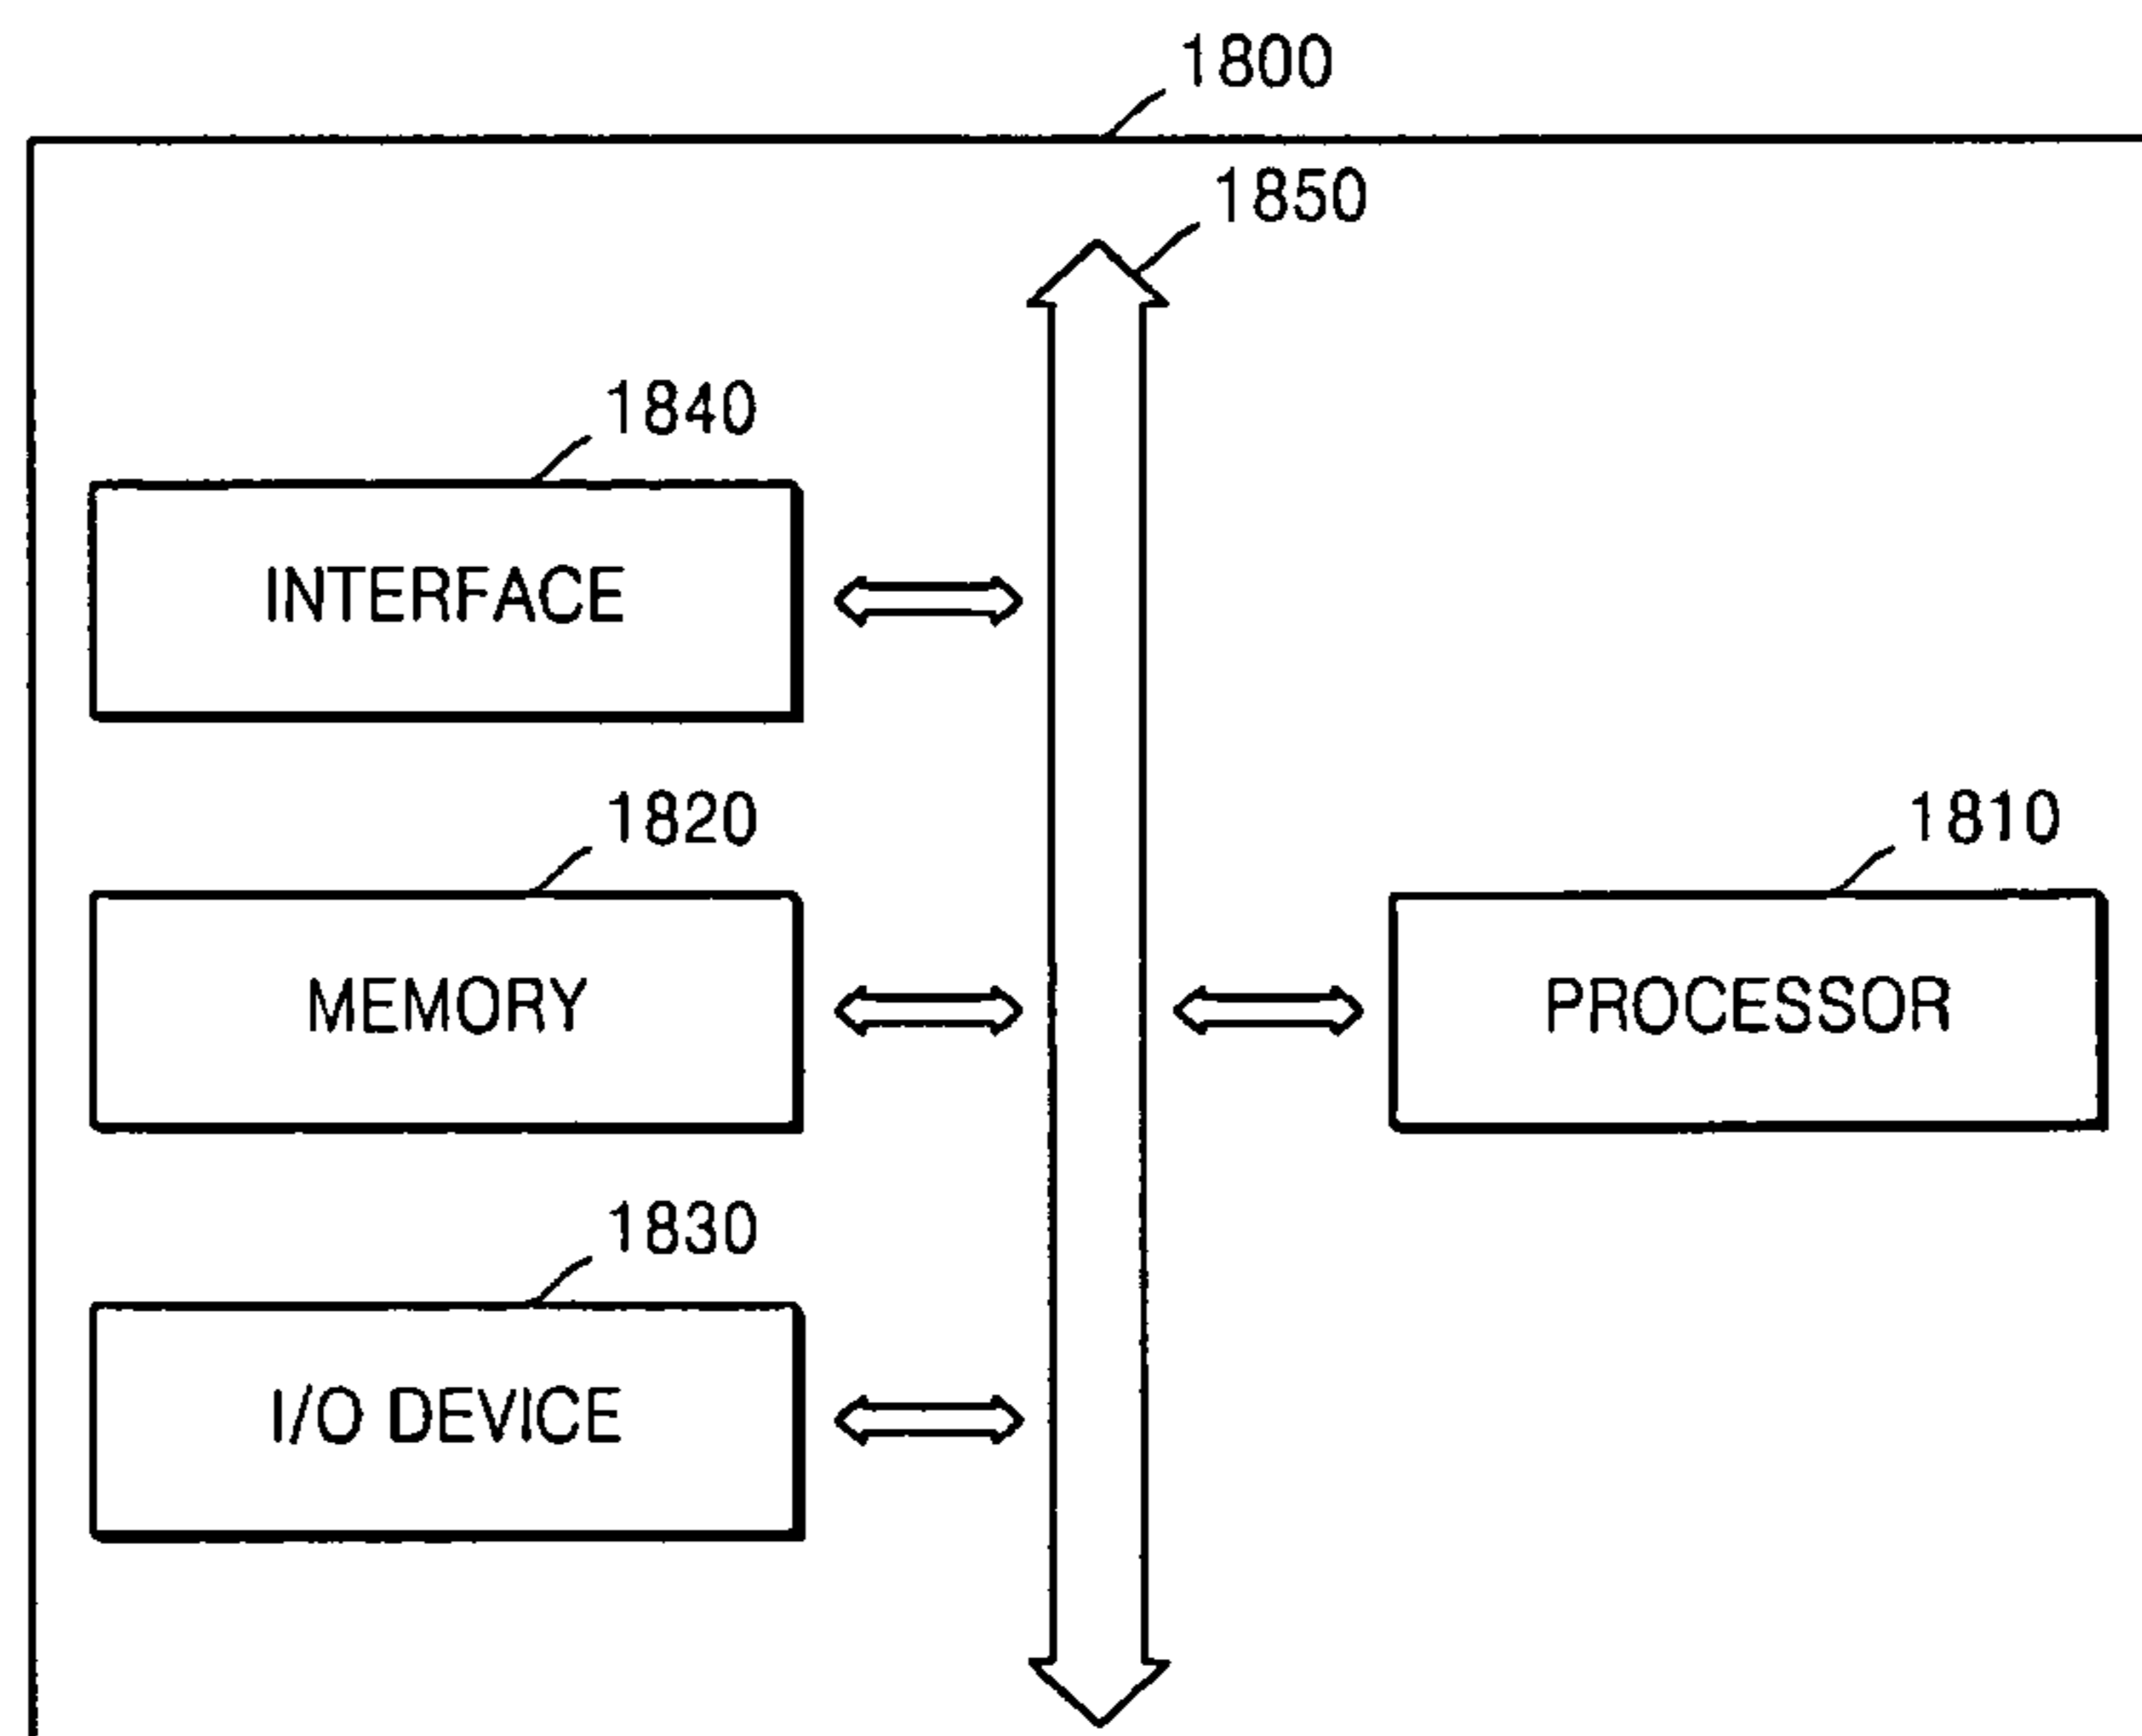 1800
1850
1840
INTERFACE
1820
1810
MEMORY
PROCESSOR
1830
I/O DEVICE